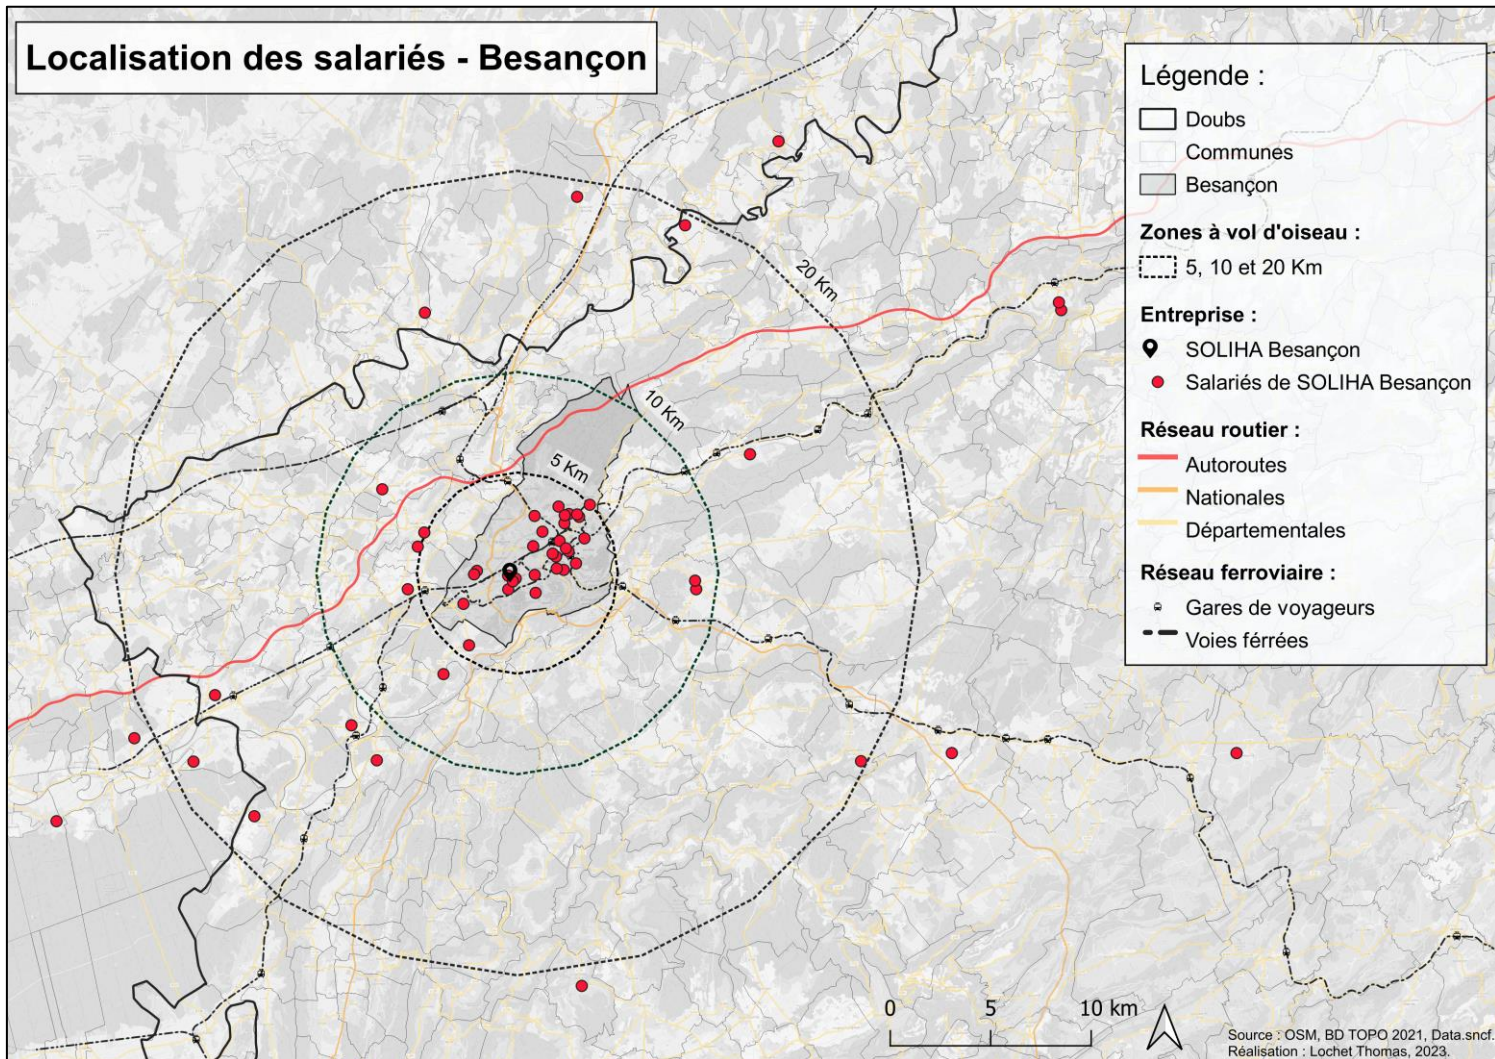 Localisation des salariés - Besançon
Légende :
Doubs
Communes
Besançon
Zones à vol d'oiseau :
5, 10 et 20 Km
Entreprise :
SOLIHA Besançon
Salariés de SOLIHA Besançon
Réseau routier :
Autoroutes
Nationales
Départementales
Réseau ferroviaire :
Gares de voyageurs
Voies férrées
20 Km
10 Km
5 Km
0 5 10 km
Source : OSM, BD TOPO 2021, Data.sncf.
Réalisation : Lochet Thomas, 2023.